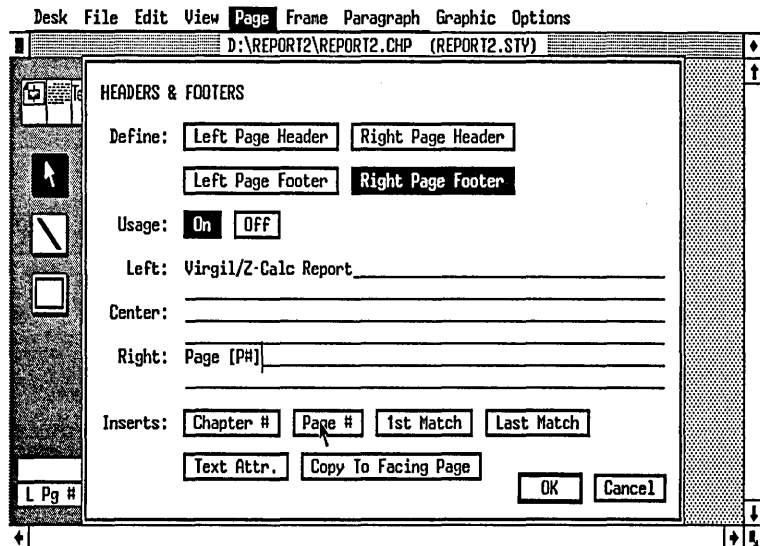 Desk File Edit View Page Frame Paragraph Graphic Options
D:\REPORT2\REPORT2.CHP (REPORT2.STY)
HEADERS & FOOTERS
Define: Left Page Header Right Page Header
Left Page Footer Right Page Footer
Usage: On Off
Left: Virgil/Z-Calc Report
Center:
Right: Page [P#]
Inserts: Chapter # Page # 1st Match Last Match
Text Attr. Copy To Facing Page
L Pg # OK Cancel